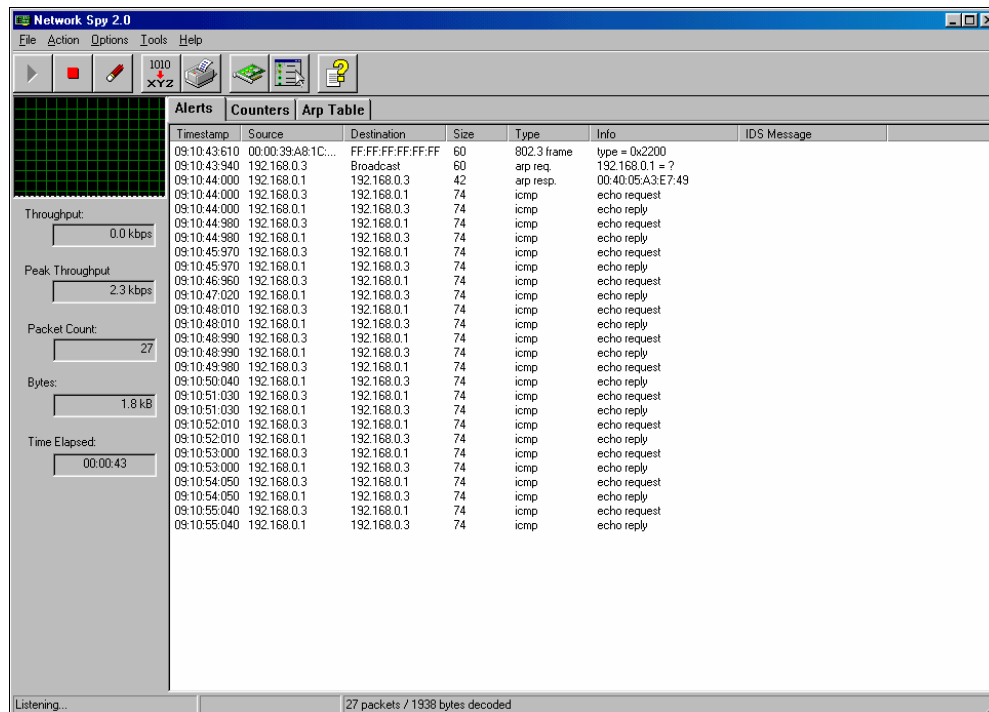 Network Spy 2.0
File Action Options Tools Help
1010
XYZ
Alerts Counters Arp Table
Timestamp Source Destination Size Type Info IDS Message
09:10:43:610 00:00:39:A8:1C:... FF:FF:FF:FF:FF:FF 60 802.3 frame type = 0x2200
09:10:43:940 192.168.0.3 Broadcast 60 arp req. 192.168.0.1 = ?
09:10:44:000 192.168.0.1 192.168.0.3 42 arp resp. 00:40:05:A3:E7:49
09:10:44:000 192.168.0.3 192.168.0.1 74 icmp echo request
09:10:44:000 192.168.0.1 192.168.0.3 74 icmp echo reply
09:10:44:980 192.168.0.3 192.168.0.1 74 icmp echo request
09:10:44:980 192.168.0.1 192.168.0.3 74 icmp echo reply
09:10:45:970 192.168.0.3 192.168.0.1 74 icmp echo request
09:10:45:970 192.168.0.1 192.168.0.3 74 icmp echo reply
09:10:46:960 192.168.0.3 192.168.0.1 74 icmp echo request
09:10:47:020 192.168.0.1 192.168.0.3 74 icmp echo reply
09:10:48:010 192.168.0.3 192.168.0.1 74 icmp echo request
09:10:48:010 192.168.0.1 192.168.0.3 74 icmp echo reply
09:10:48:990 192.168.0.3 192.168.0.1 74 icmp echo request
09:10:48:990 192.168.0.1 192.168.0.3 74 icmp echo reply
09:10:49:980 192.168.0.3 192.168.0.1 74 icmp echo request
09:10:50:040 192.168.0.1 192.168.0.3 74 icmp echo reply
09:10:51:030 192.168.0.3 192.168.0.1 74 icmp echo request
09:10:51:030 192.168.0.1 192.168.0.3 74 icmp echo reply
09:10:52:010 192.168.0.3 192.168.0.1 74 icmp echo request
09:10:52:010 192.168.0.1 192.168.0.3 74 icmp echo reply
09:10:53:000 192.168.0.3 192.168.0.1 74 icmp echo request
09:10:53:000 192.168.0.1 192.168.0.3 74 icmp echo reply
09:10:54:050 192.168.0.3 192.168.0.1 74 icmp echo request
09:10:54:050 192.168.0.1 192.168.0.3 74 icmp echo reply
09:10:55:040 192.168.0.3 192.168.0.1 74 icmp echo request
09:10:55:040 192.168.0.1 192.168.0.3 74 icmp echo reply
Throughput:
0.0 kbps
Peak Throughput
2.3 kbps
Packet Count:
27
Bytes:
1.8 kB
Time Elapsed:
00:00:43
Listening... 27 packets / 1938 bytes decoded